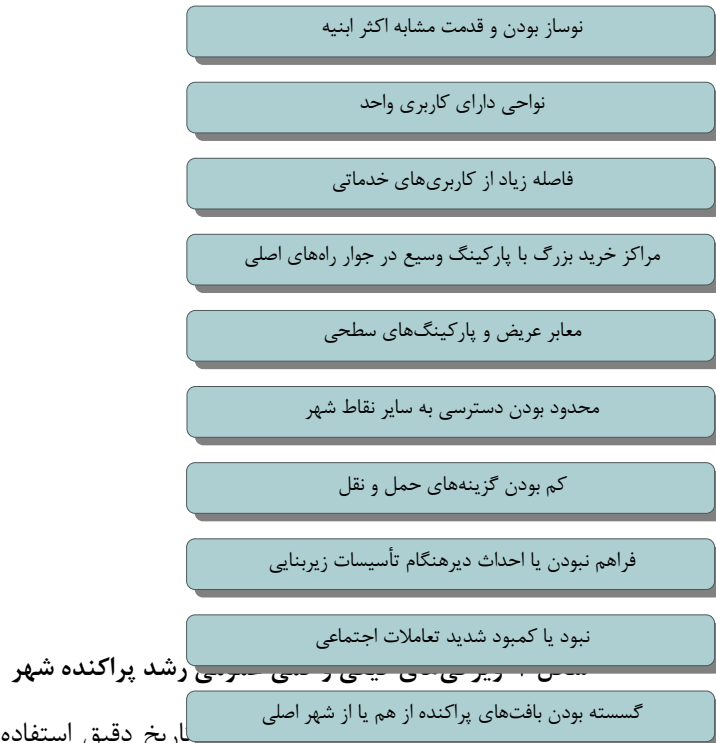 نوساز بودن و قدمت مشابه اکثر ابنیه
نواحی دارای کاربری واحد
فاصله زیاد از کاربری‌های خدماتی
مراکز خرید بزرگ با پارکینگ وسیع در جوار راه‌های اصلی
معابر عریض و پارکینگ‌های سطحی
محدود بودن دسترسی به سایر نقاط شهر
کم بودن گزینه‌های حمل و نقل
فراهم نبودن یا احداث دیرهنگام تأسیسات زیربنایی
نبود یا کمبود شدید تعاملات اجتماعی
رشد پراکنده شهر
گسسته بودن بافت‌های پراکنده از هم یا از شهر اصلی
تاریخ دقیق استفاده